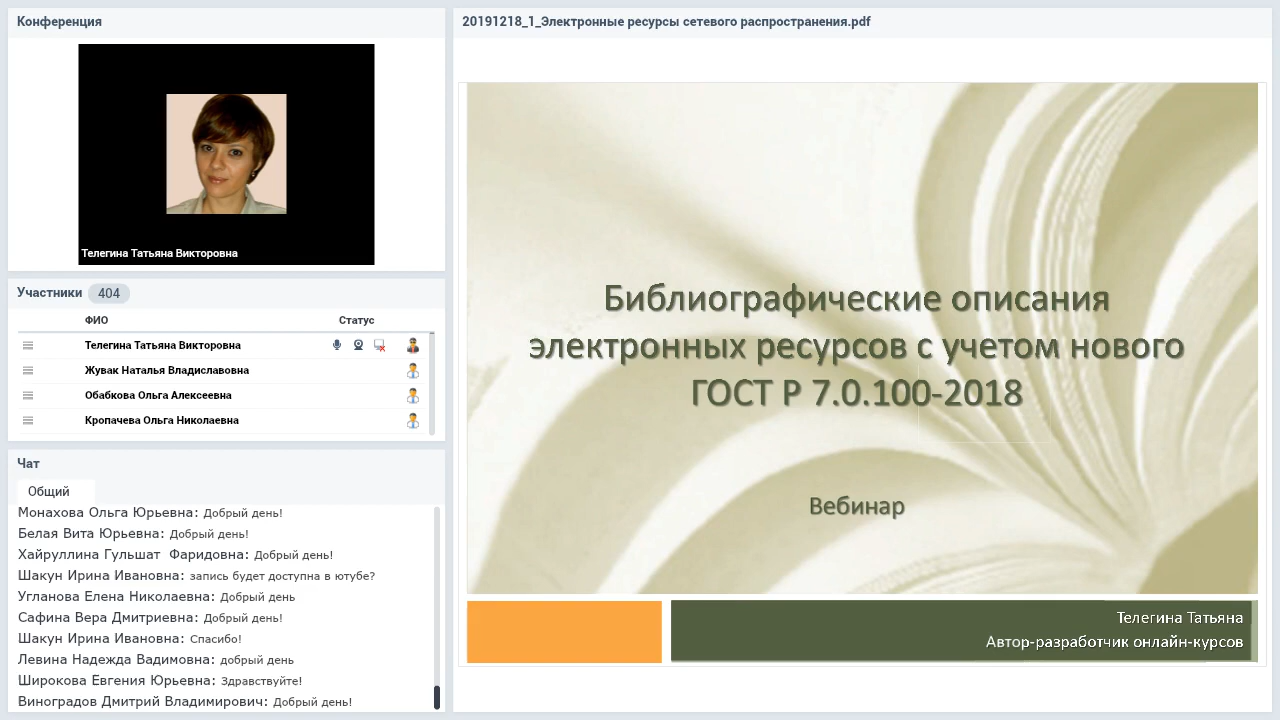 Конференция
Телегина Татьяна Викторовна
Участники 404
ФИО Статус
Телегина Татьяна Викторовна
Жувак Наталья Владиславовна
Обабкова Ольга Алексеевна
Кропачева Ольга Николаевна
Чат
Общий
Монахова Ольга Юрьевна: Добрый день!
Белая Вита Юрьевна: Добрый день!
Хайруллина Гульшат Фаридовна: Добрый день!
Шакун Ирина Ивановна: запись будет доступна в ютубе?
Угланова Елена Николаевна: Добрый день
Сафина Вера Дмитриевна: Добрый день!
Шакун Ирина Ивановна: Спасибо!
Левина Надежда Вадимовна: добрый день
Широкова Евгения Юрьевна: Здравствуйте!
Виноградов Дмитрий Владимирович: Добрый день!
20191218_1_Электронные ресурсы сетевого распространения.pdf
Библиографические описания
электронных ресурсов с учетом нового
ГОСТ Р 7.0.100-2018
Вебинар
Телегина Татьяна
Автор-разработчик онлайн-курсов